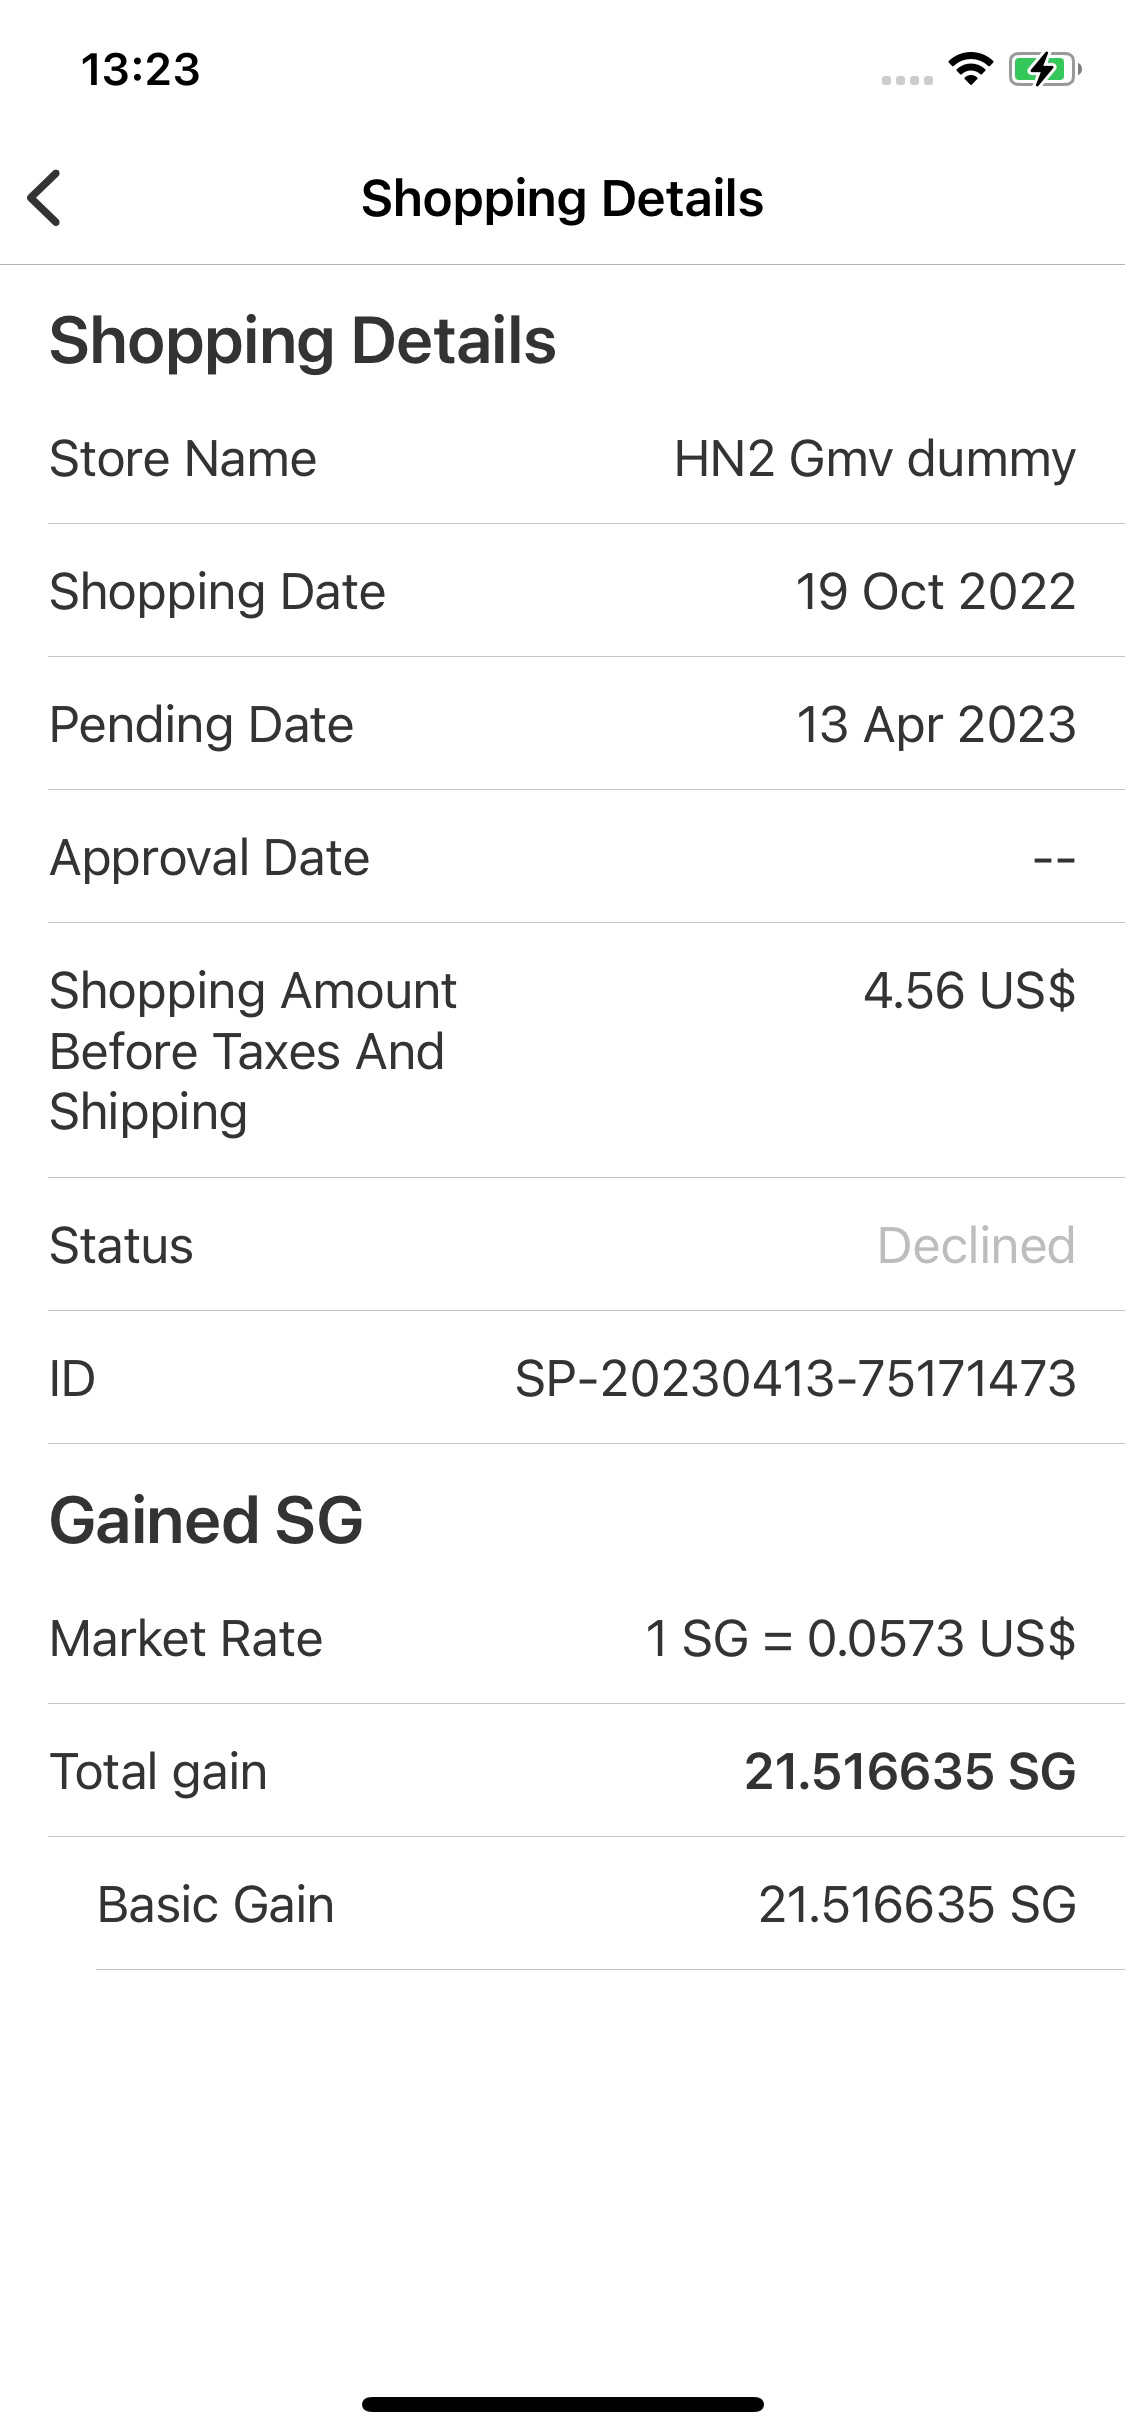 13:23
Shopping Details
Shopping Details
Store Name HN2 Gmv dummy
Shopping Date 19 Oct 2022
Pending Date 13 Apr 2023
Approval Date --
Shopping Amount 4.56 US$
Before Taxes And
Shipping
Status Declined
ID SP-20230413-75171473
Gained SG
Market Rate 1 SG = 0.0573 US$
Total gain 21.516635 SG
Basic Gain 21.516635 SG